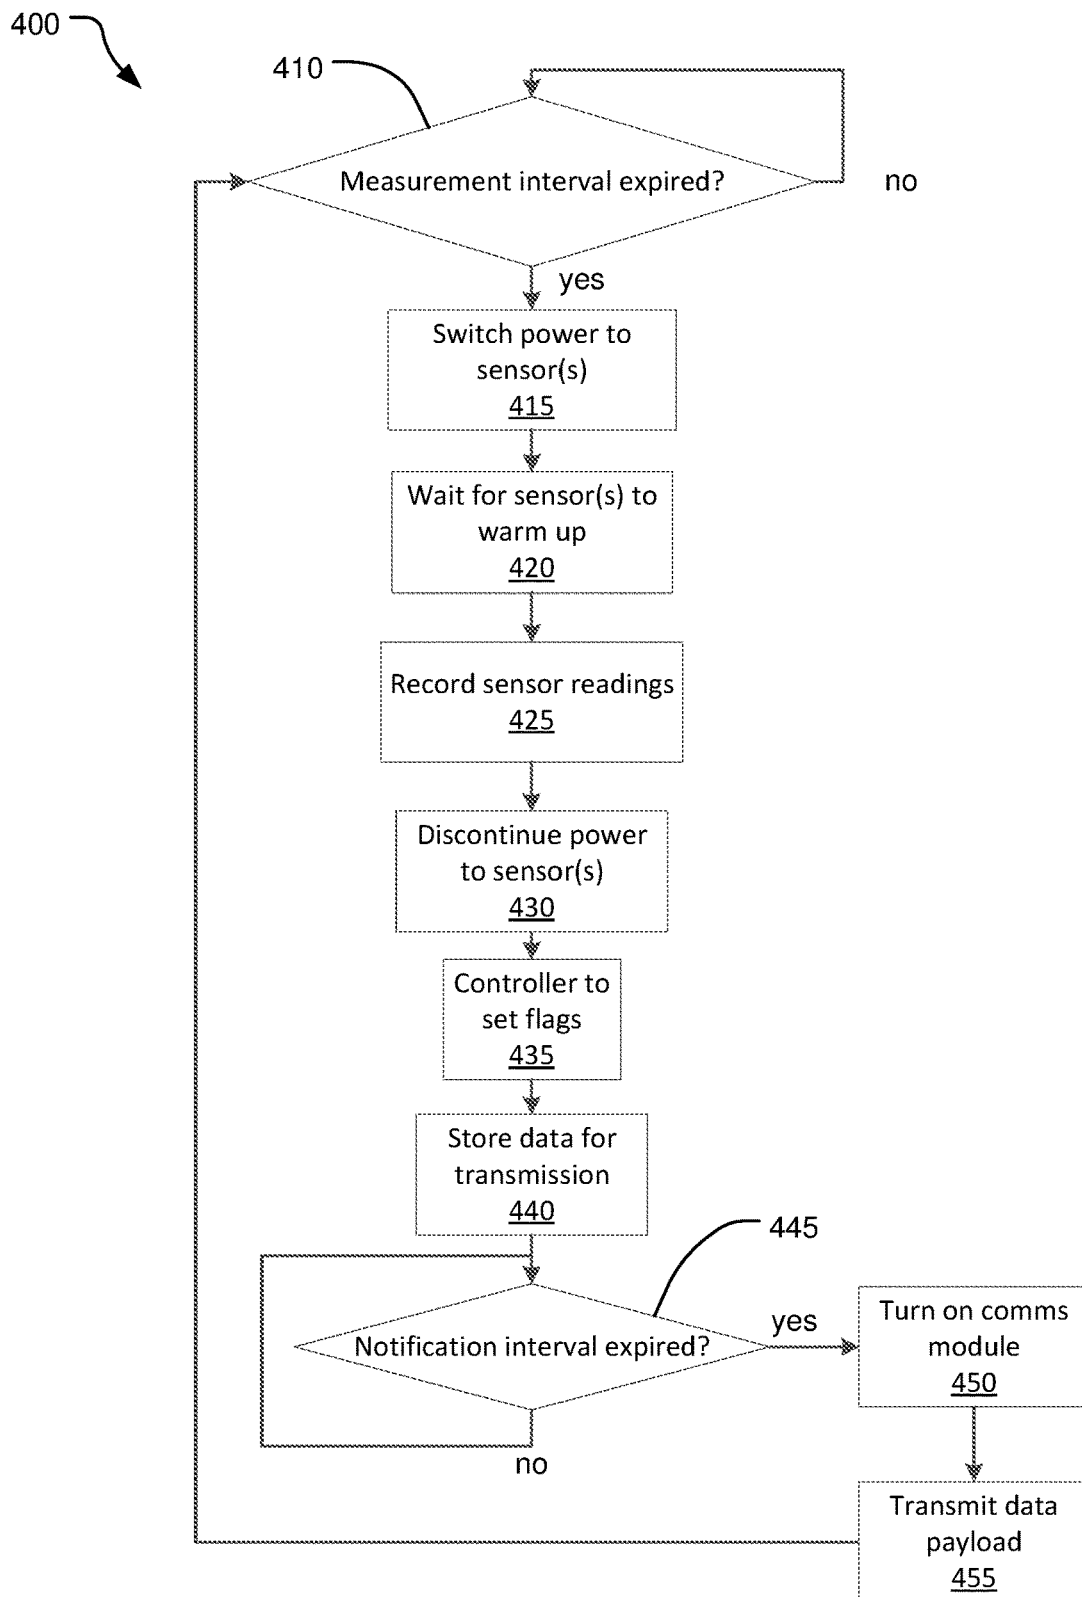 400
410
Measurement interval expired?
no
yes
Switch power to
sensor(s)
415
Wait for sensor(s) to
warm up
420
Record sensor readings
425
Discontinue power
to sensor(s)
430
Controller to
set flags
435
Store data for
transmission
440
445
Notification interval expired?
yes
no
Turn on comms
module
450
Transmit data
payload
455